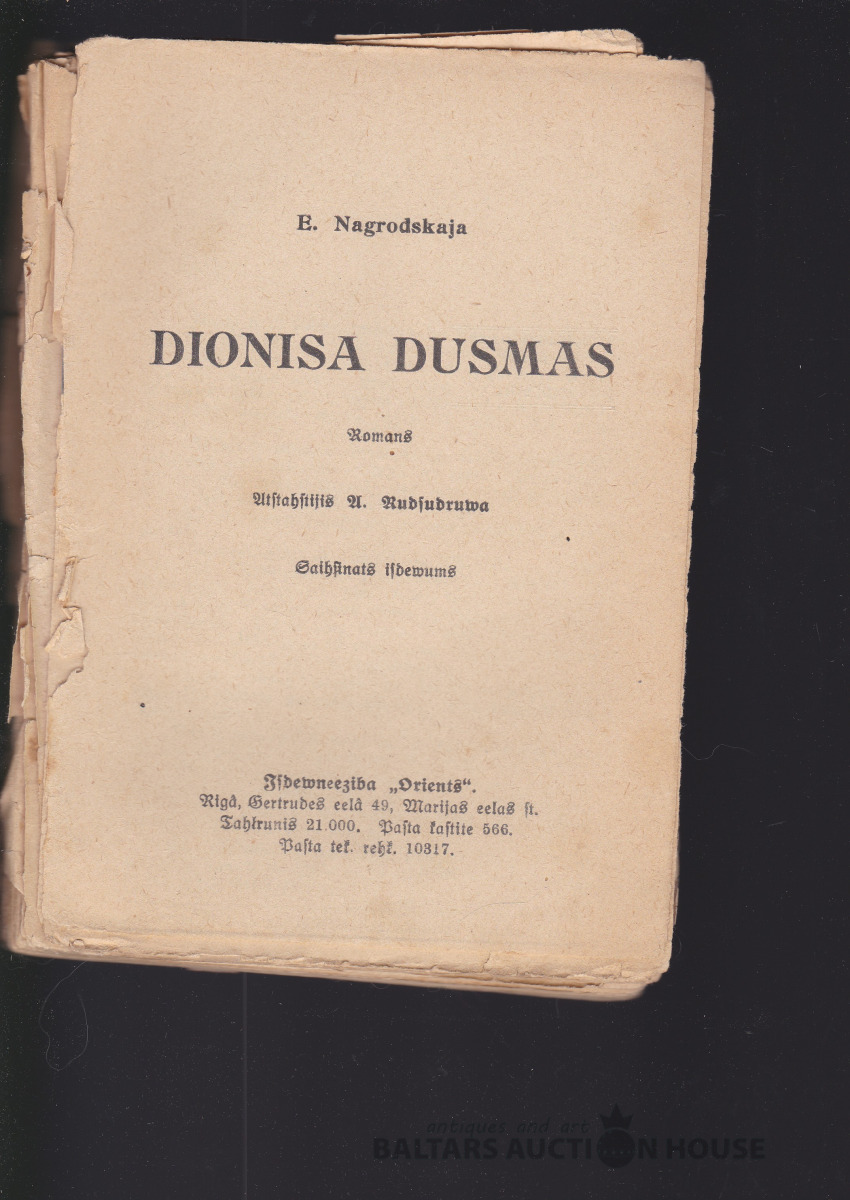 E. Nagrodskaja
DIONISA DUSMAS
Romans
Atſtahſtijis A. Rudſudruwa
Saihſinats iſdewums
Iſdewneeziba „Orients“.
Rigâ, Gertrudes eelâ 49, Marijas eelas ſt.
Tahlrunis 21.000. Paſta kaſtite 566.
Paſta tek. rehķ. 10317.
antiques and art
BALTARS AUCTION HOUSE